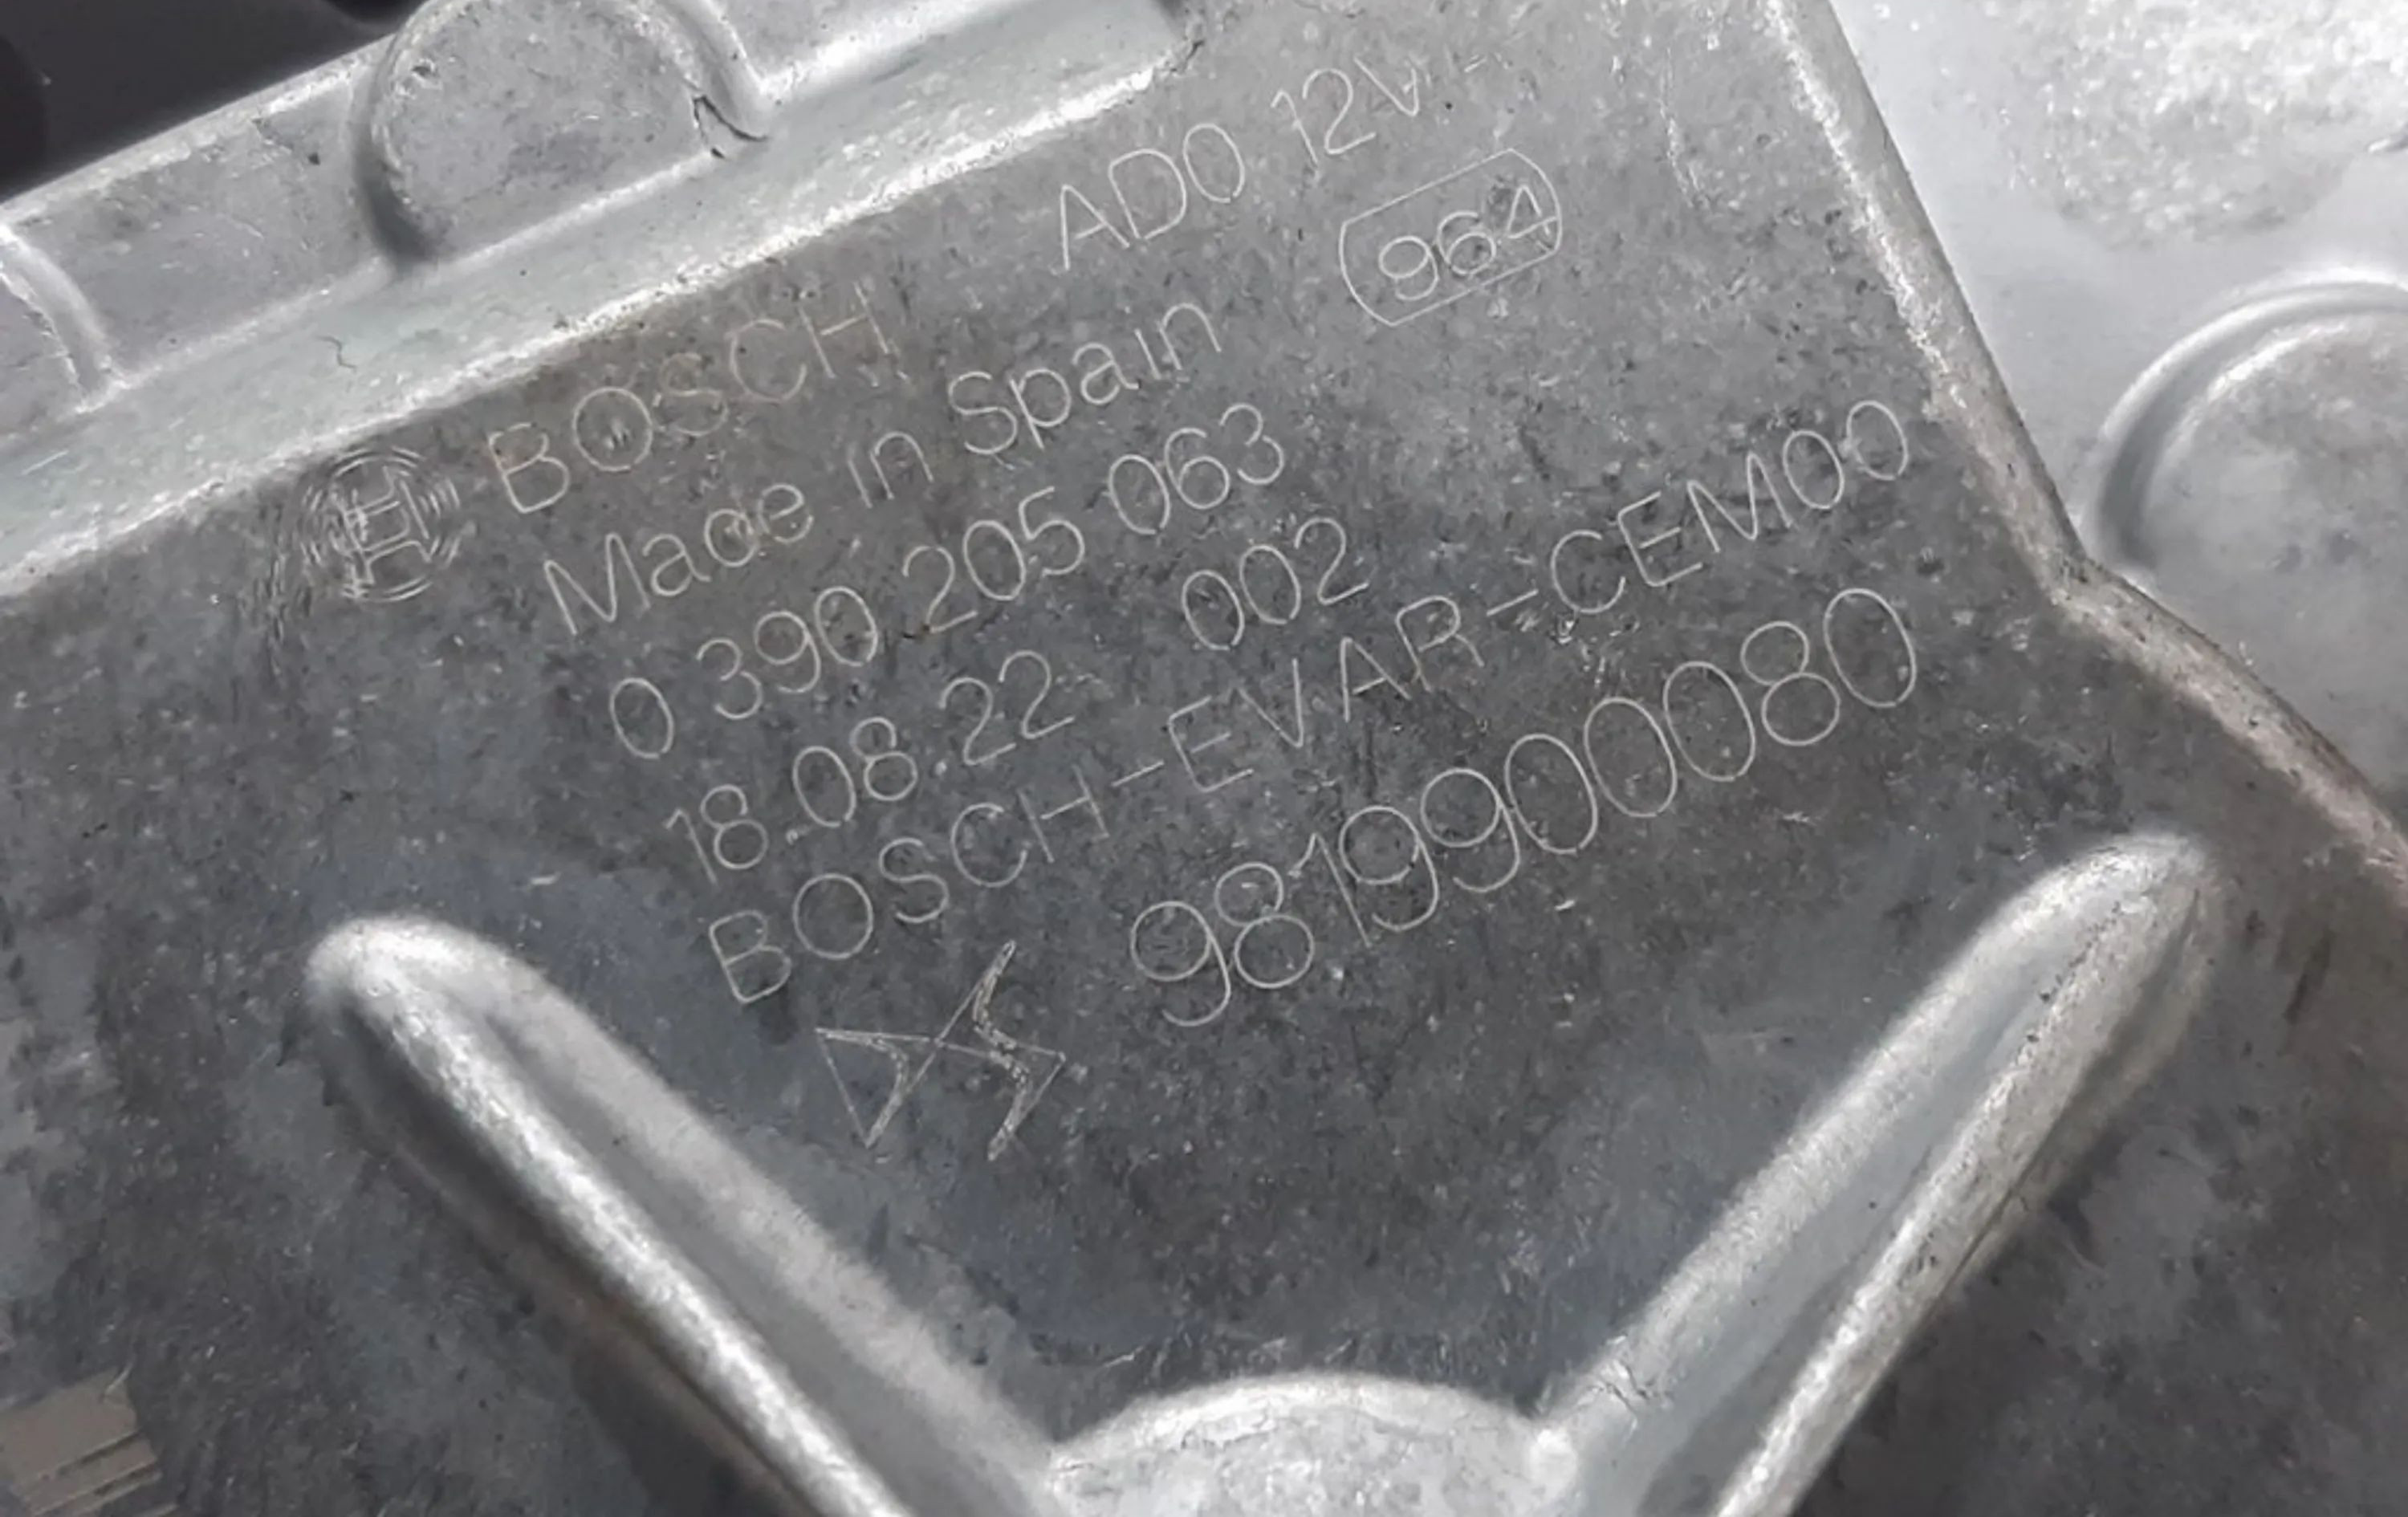 BOSCH AD0 12V
Made in Spain 964
0 390 205 063
18.08.22 002
BOSCH-EVAR-CEM00
DS 9819900080